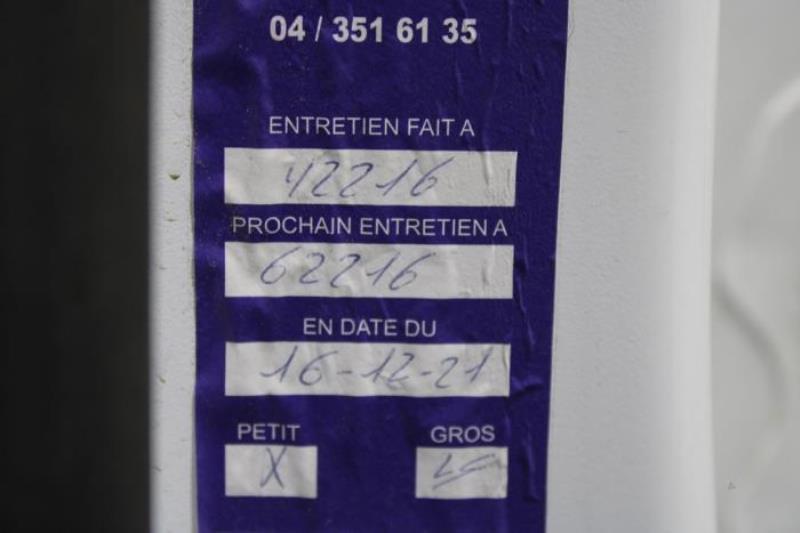 04 / 351 61 35
ENTRETIEN FAIT A
42216
PROCHAIN ENTRETIEN A
62216
EN DATE DU
16-12-21
PETIT GROS
X